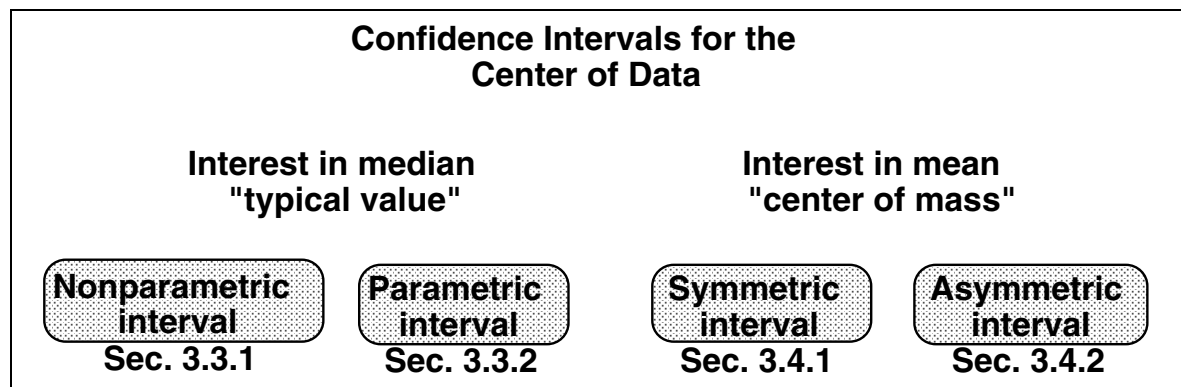 Confidence Intervals for the
Center of Data
Interest in median
"typical value"
Interest in mean
"center of mass"
Nonparametric
interval
Sec. 3.3.1
Parametric
interval
Sec. 3.3.2
Symmetric
interval
Sec. 3.4.1
Asymmetric
interval
Sec. 3.4.2